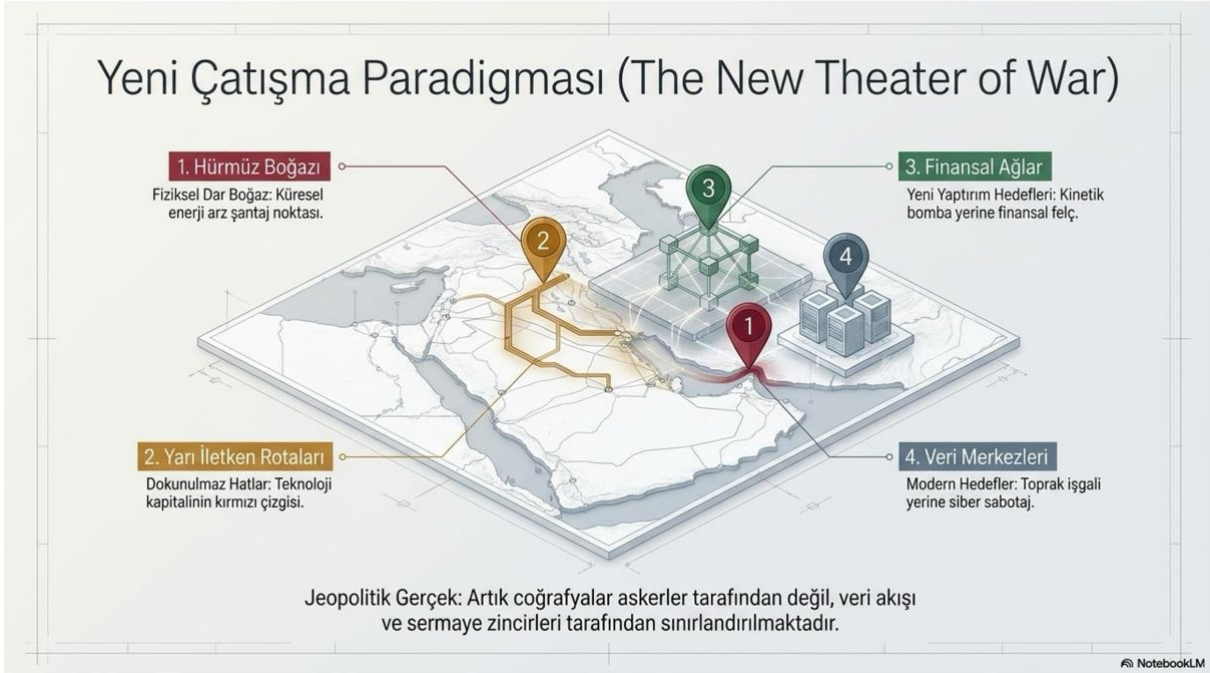 Yeni Çatışma Paradigması (The New Theater of War)
1. Hürmüz Boğazı
Fiziksel Dar Boğaz: Küresel
enerji arz şantaj noktası.
3. Finansal Ağlar
Yeni Yaptırım Hedefleri: Kinetik
bomba yerine finansal felç.
3
2
4
1
2. Yarı İletken Rotaları
Dokunulmaz Hatlar: Teknoloji
kapitalinin kırmızı çizgisi.
4. Veri Merkezleri
Modern Hedefler: Toprak işgali
yerine siber sabotaj.
Jeopolitik Gerçek: Artık coğrafyalar askerler tarafından değil, veri akışı
ve sermaye zincirleri tarafından sınırlandırılmaktadır.
NotebookLM